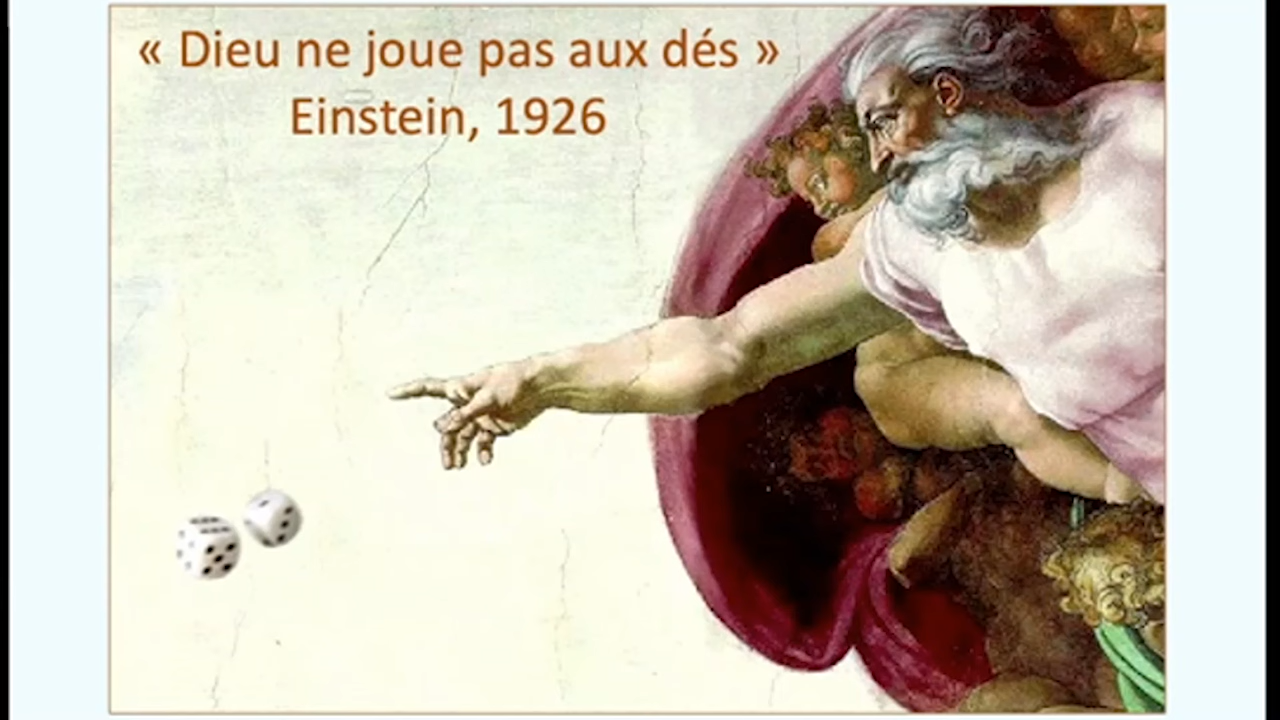 « Dieu ne joue pas aux dés »
Einstein, 1926